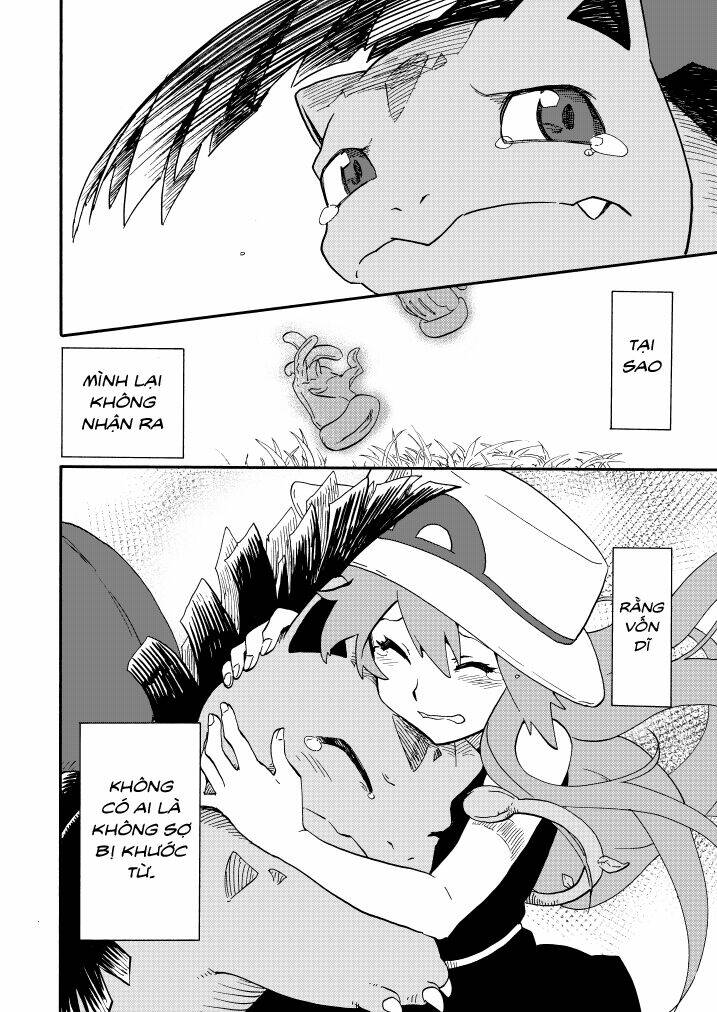 TẠI
SAO
MÌNH LẠI
KHÔNG
NHẬN RA
RẰNG
VỐN
DĨ
KHÔNG
CÓ AI LÀ
KHÔNG SỢ
BỊ KHƯỚC
TỪ..